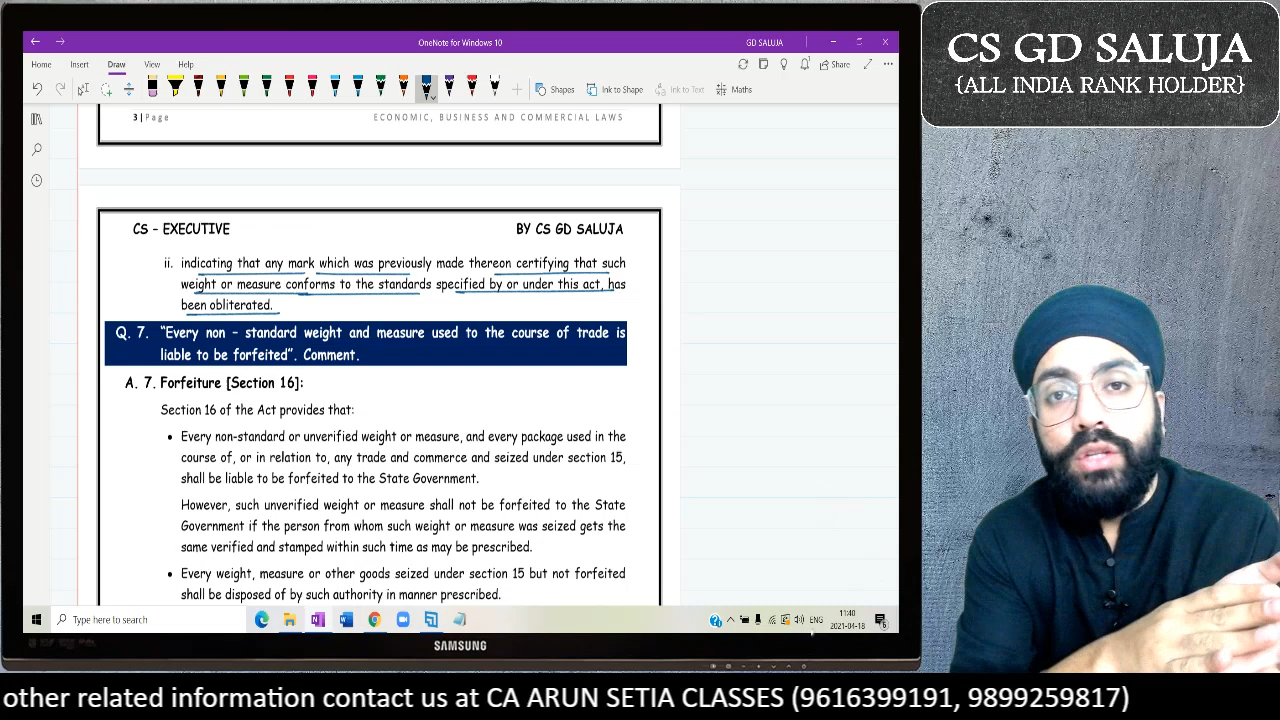 OneNote for Windows 10
GD SALUJA
Home Insert Draw View Help
Share
Shapes Ink to Shape Ink to Text Maths
3 | Page ECONOMIC, BUSINESS AND COMMERCIAL LAWS
CS – EXECUTIVE BY CS GD SALUJA
ii. indicating that any mark which was previously made thereon certifying that such
weight or measure conforms to the standards specified by or under this act, has
been obliterated.
Q. 7. "Every non – standard weight and measure used to the course of trade is
liable to be forfeited". Comment.
A. 7. Forfeiture [Section 16]:
Section 16 of the Act provides that:
• Every non-standard or unverified weight or measure, and every package used in the
course of, or in relation to, any trade and commerce and seized under section 15,
shall be liable to be forfeited to the State Government.
However, such unverified weight or measure shall not be forfeited to the State
Government if the person from whom such weight or measure was seized gets the
same verified and stamped within such time as may be prescribed.
• Every weight, measure or other goods seized under section 15 but not forfeited
shall be disposed of by such authority in manner prescribed.
Type here to search
ENG
11:40
2021-04-18
SAMSUNG
CS GD SALUJA
{ALL INDIA RANK HOLDER}
other related information contact us at CA ARUN SETIA CLASSES (9616399191, 9899259817)